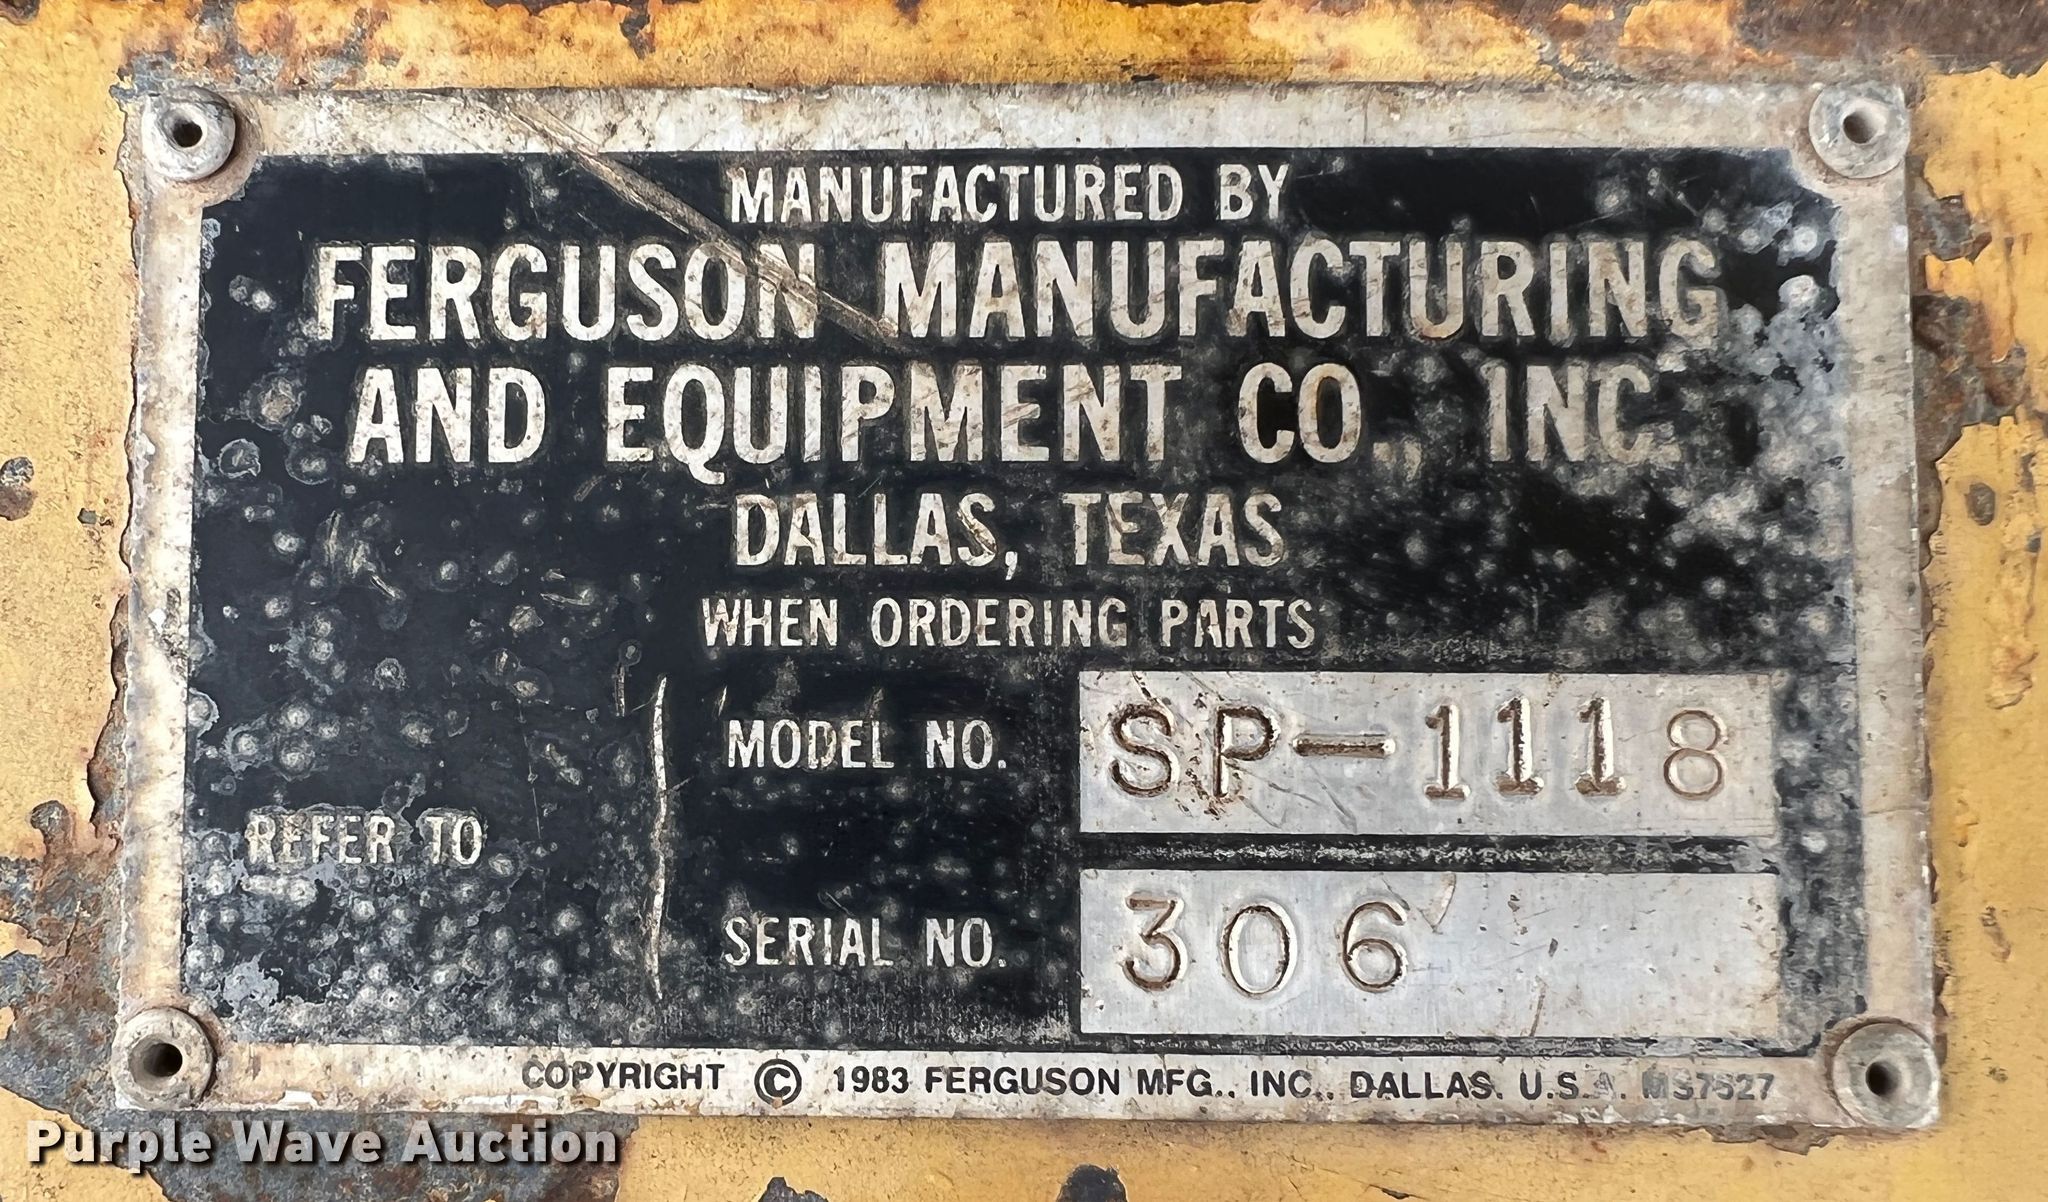 MANUFACTURED BY
FERGUSON MANUFACTURING
AND EQUIPMENT CO., INC.
DALLAS, TEXAS
WHEN ORDERING PARTS
REFER TO
MODEL NO. SP-1118
SERIAL NO. 306
COPYRIGHT © 1983 FERGUSON MFG., INC., DALLAS, U.S.A. MS7527
Purple Wave Auction